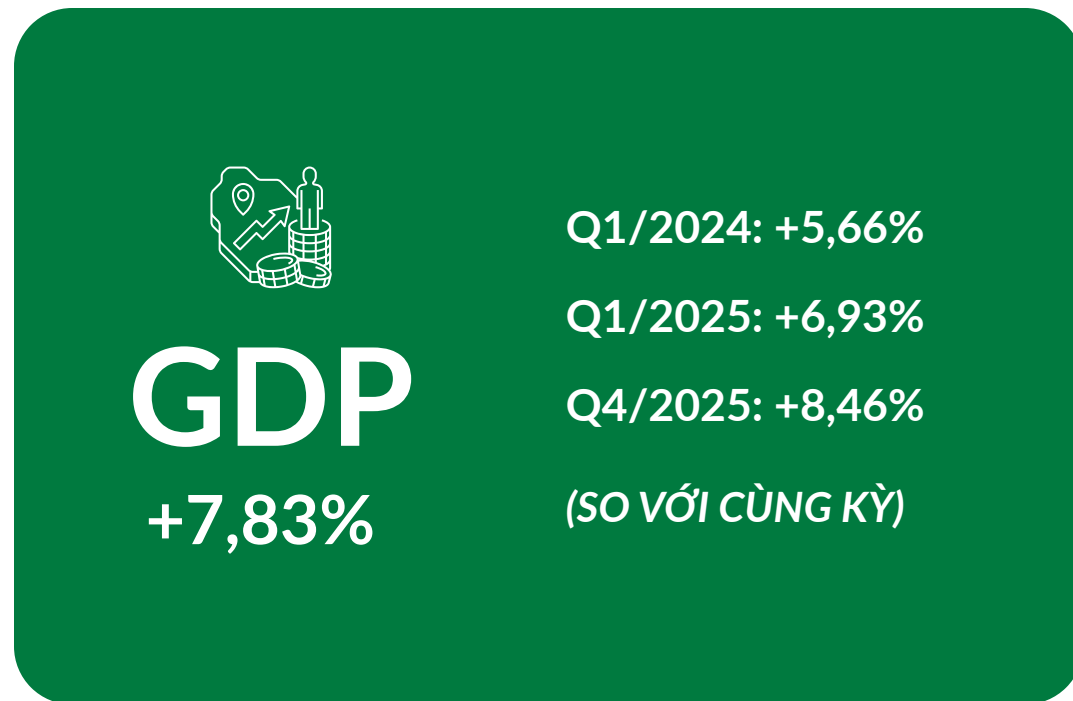 GDP
+7,83%
Q1/2024: +5,66%
Q1/2025: +6,93%
Q4/2025: +8,46%
(SO VỚI CÙNG KỲ)